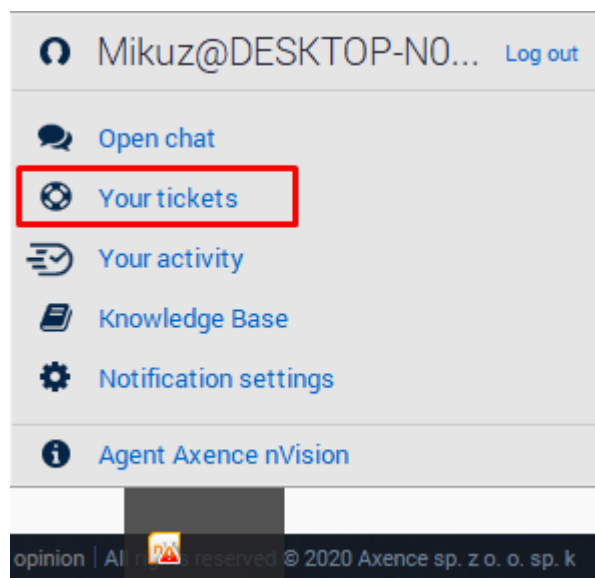 Mikuz@DESKTOP-N0... Log out
Open chat
Your tickets
Your activity
Knowledge Base
Notification settings
Agent Axence nVision
opinion | All reserved © 2020 Axence sp. z o. o. sp. k